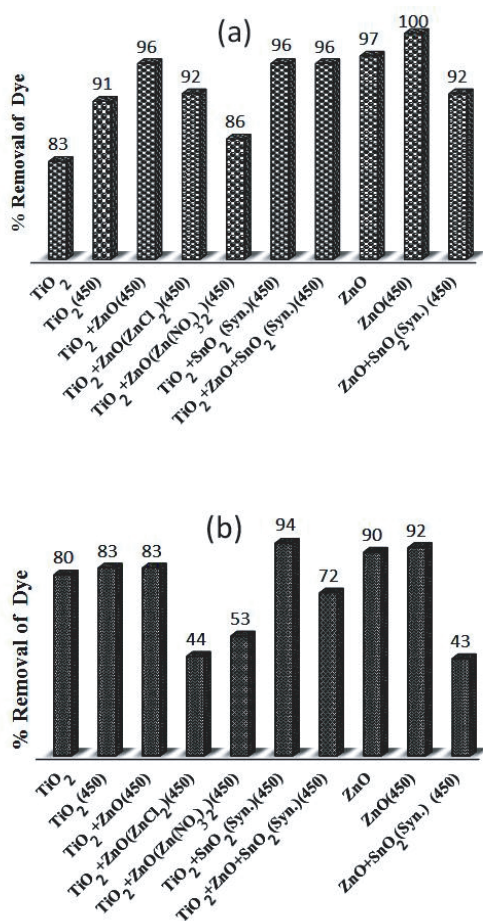 (a)
% Removal of Dye
83
91
96
92
86
96
96
97
100
92
TiO2
TiO2(450)
TiO2+ZnO(450)
TiO2+ZnO(ZnCl2)(450)
TiO2+ZnO(Zn(NO3)2)(450)
TiO2+SnO2(Syn.)(450)
TiO2+ZnO+SnO2(Syn.)(450)
ZnO
ZnO(450)
ZnO+SnO2(Syn.) (450)
(b)
% Removal of Dye
80
83
83
44
53
94
72
90
92
43
TiO2
TiO2(450)
TiO2+ZnO(450)
TiO2+ZnO(ZnCl2)(450)
TiO2+ZnO(Zn(NO3)2)(450)
TiO2+SnO2(Syn.)(450)
TiO2+ZnO+SnO2(Syn.)(450)
ZnO
ZnO(450)
ZnO+SnO2(Syn.) (450)